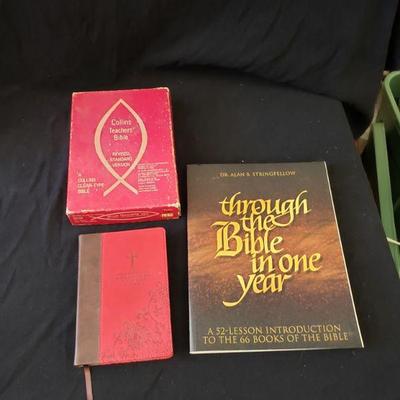 Collins
Teachers'
Bible
REVISED
STANDARD
VERSION
A
COLLINS
CLEAR-TYPE
BIBLE
DR. ALAN B. STRINGFELLOW
through
the
Bible
in one
year
A 52-LESSON INTRODUCTION
TO THE 66 BOOKS OF THE BIBLE